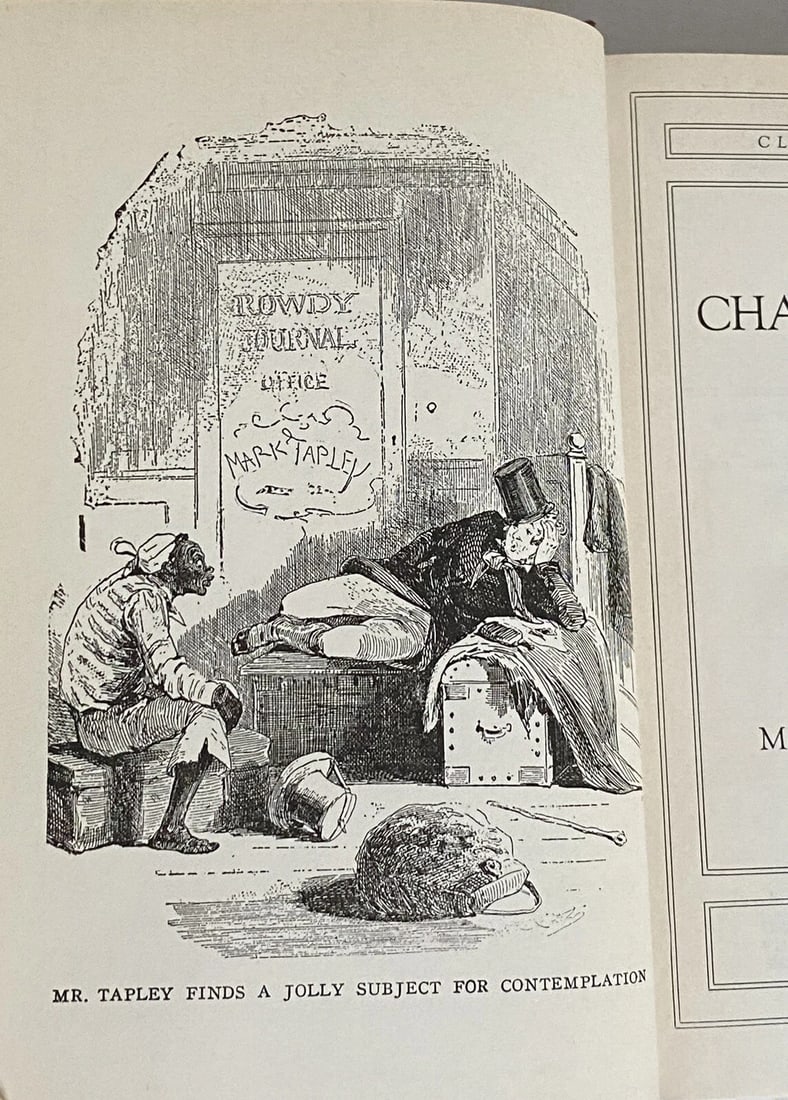 ROWDY
JOURNAL
OFFICE
MARK TAPLEY
MR. TAPLEY FINDS A JOLLY SUBJECT FOR CONTEMPLATION
CL
CHA
M